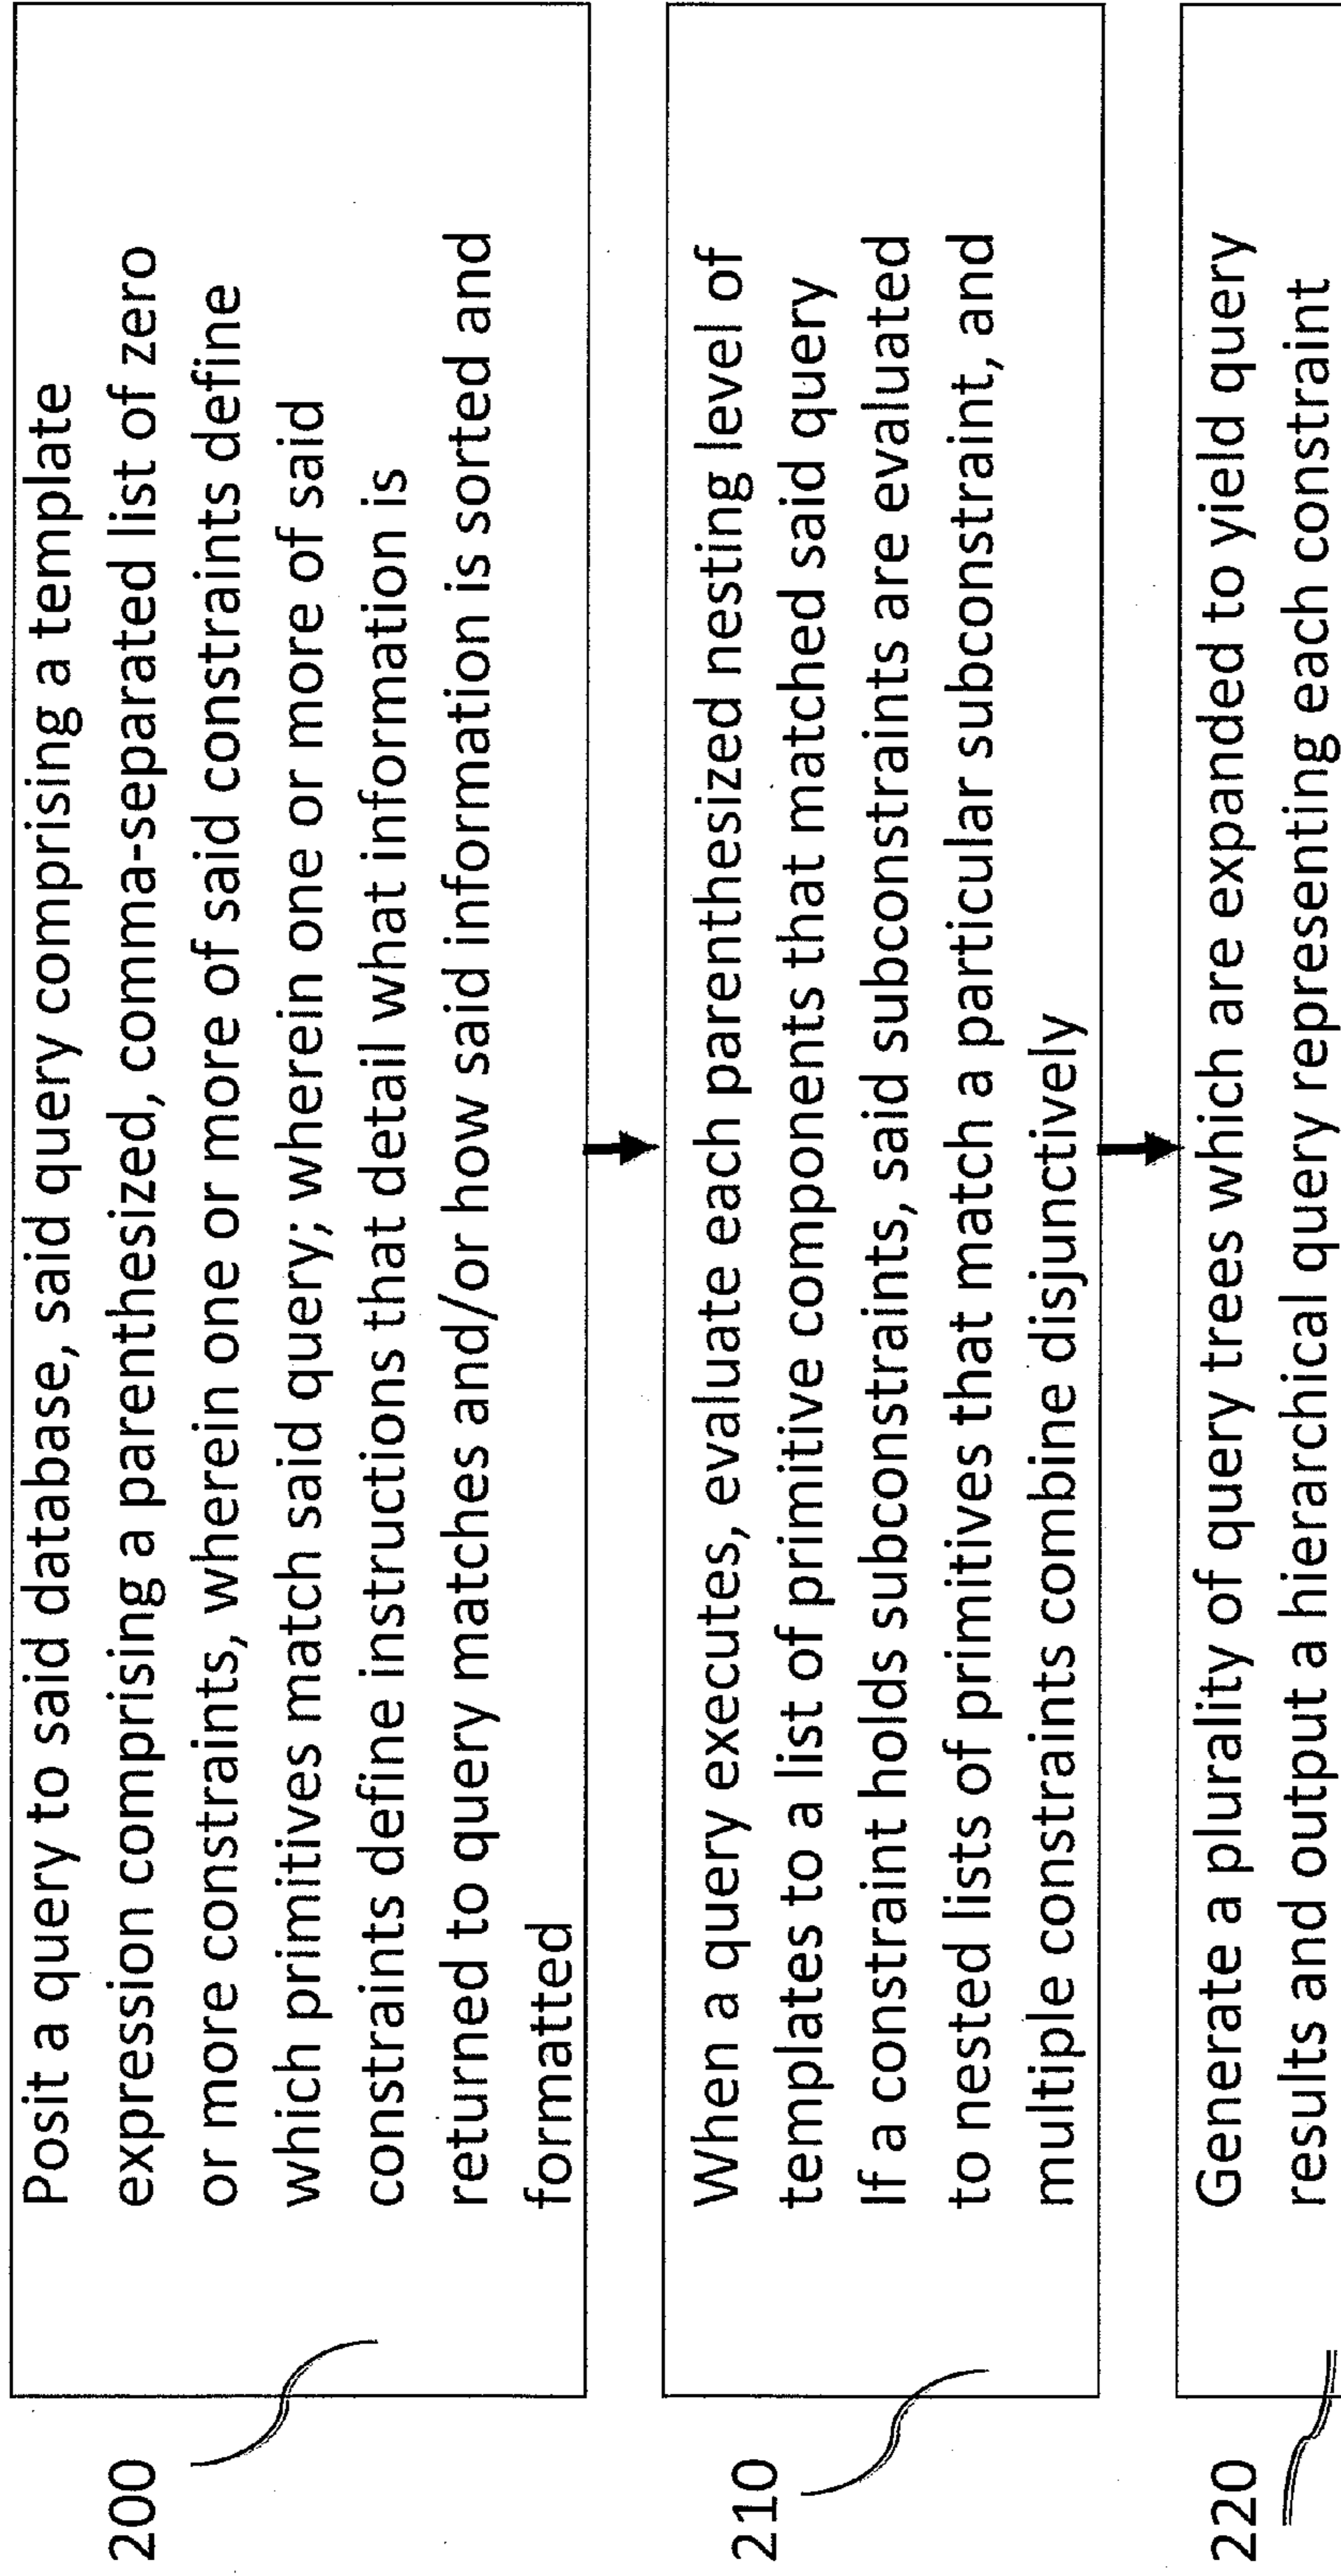 200
Posit a query to said database, said query comprising a template
expression comprising a parenthesized, comma-separated list of zero
or more constraints, wherein one or more of said constraints define
which primitives match said query; wherein one or more of said
constraints define instructions that detail what information is
returned to query matches and/or how said information is sorted and
formatted
210
When a query executes, evaluate each parenthesized nesting level of
templates to a list of primitive components that matched said query
If a constraint holds subconstraints, said subconstraints are evaluated
to nested lists of primitives that match a particular subconstraint, and
multiple constraints combine disjunctively
220
Generate a plurality of query trees which are expanded to yield query
results and output a hierarchical query representing each constraint